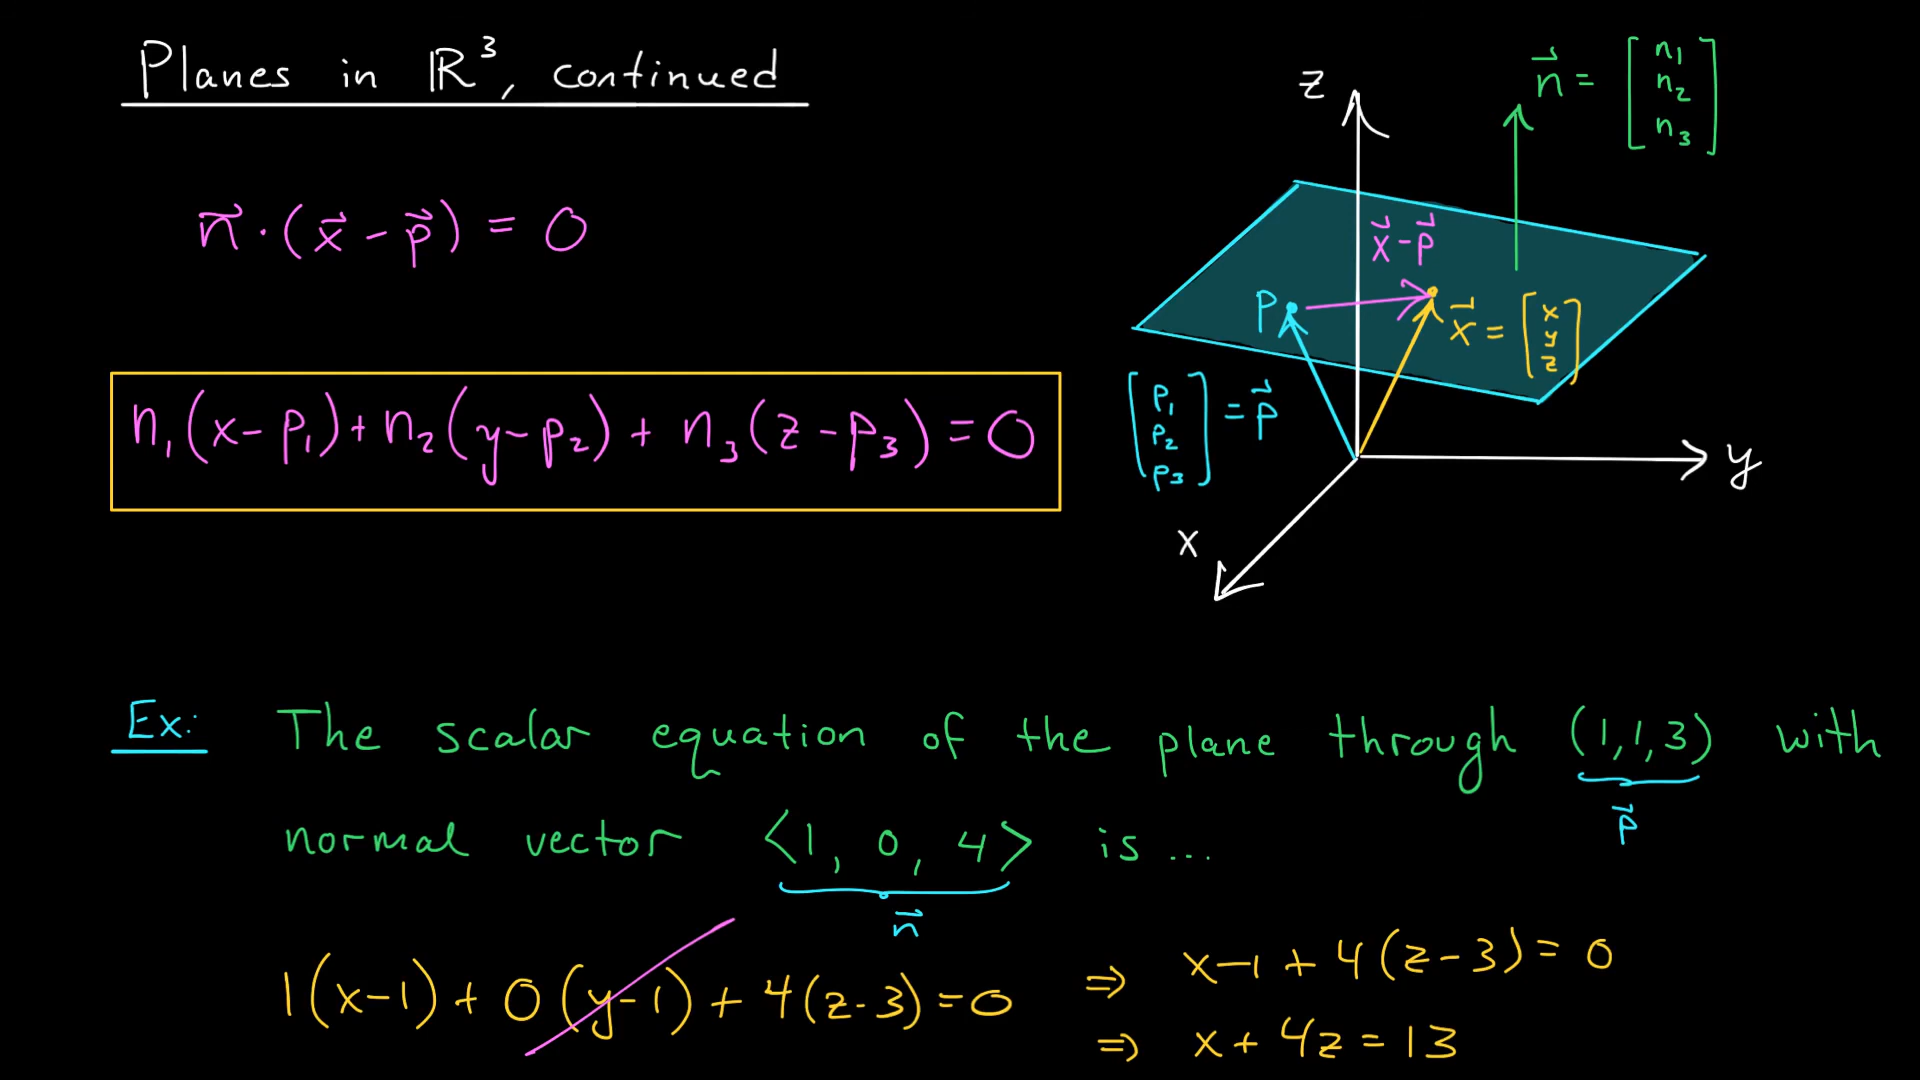 Planes in ℝ³, continued
n⃗ · (x⃗ - p⃗) = 0
n₁(x-p₁)+n₂(y-p₂) + n₃(z-p₃)=0
z
n⃗ = [n₁
n₂
n₃]
x⃗-p⃗
P
x⃗ = [x
y
z]
[p₁
p₂
p₃] = p⃗
y
x
Ex: The scalar equation of the plane through (1,1,3) with
p⃗
normal vector <1, 0, 4> is ...
n⃗
1(x-1)+ 0(y-1) + 4(z-3)=0 ⇒ x-1 + 4(z-3)=0
⇒ x + 4z = 13